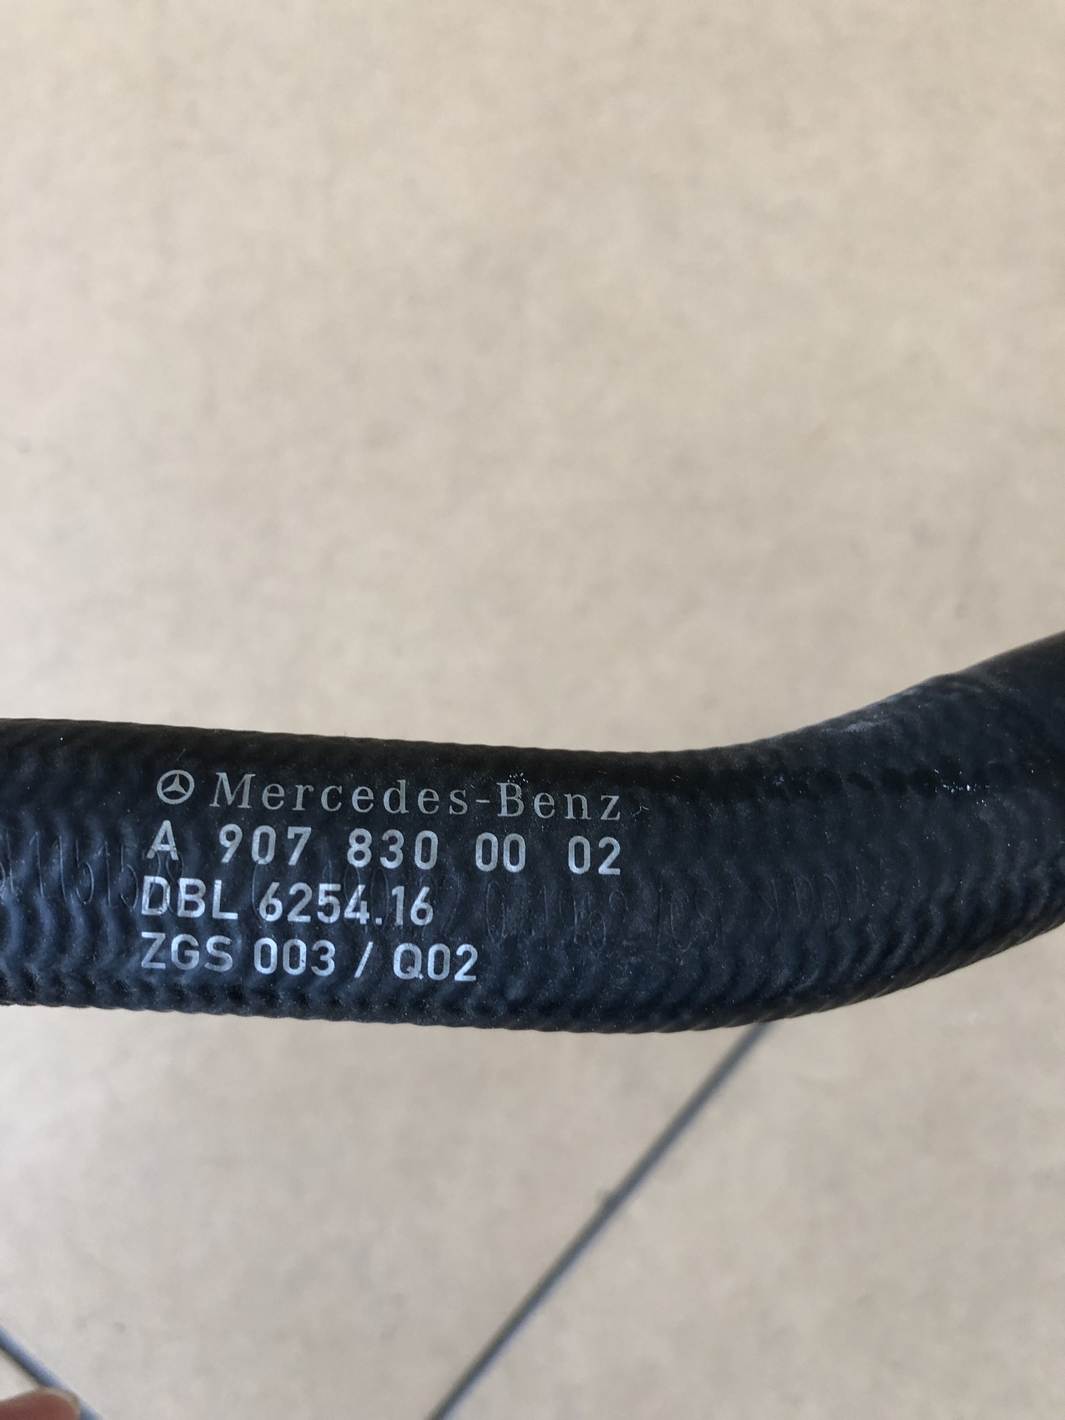 Mercedes-Benz
A 907 830 00 02
DBL 6254.16
ZGS 003 / Q02